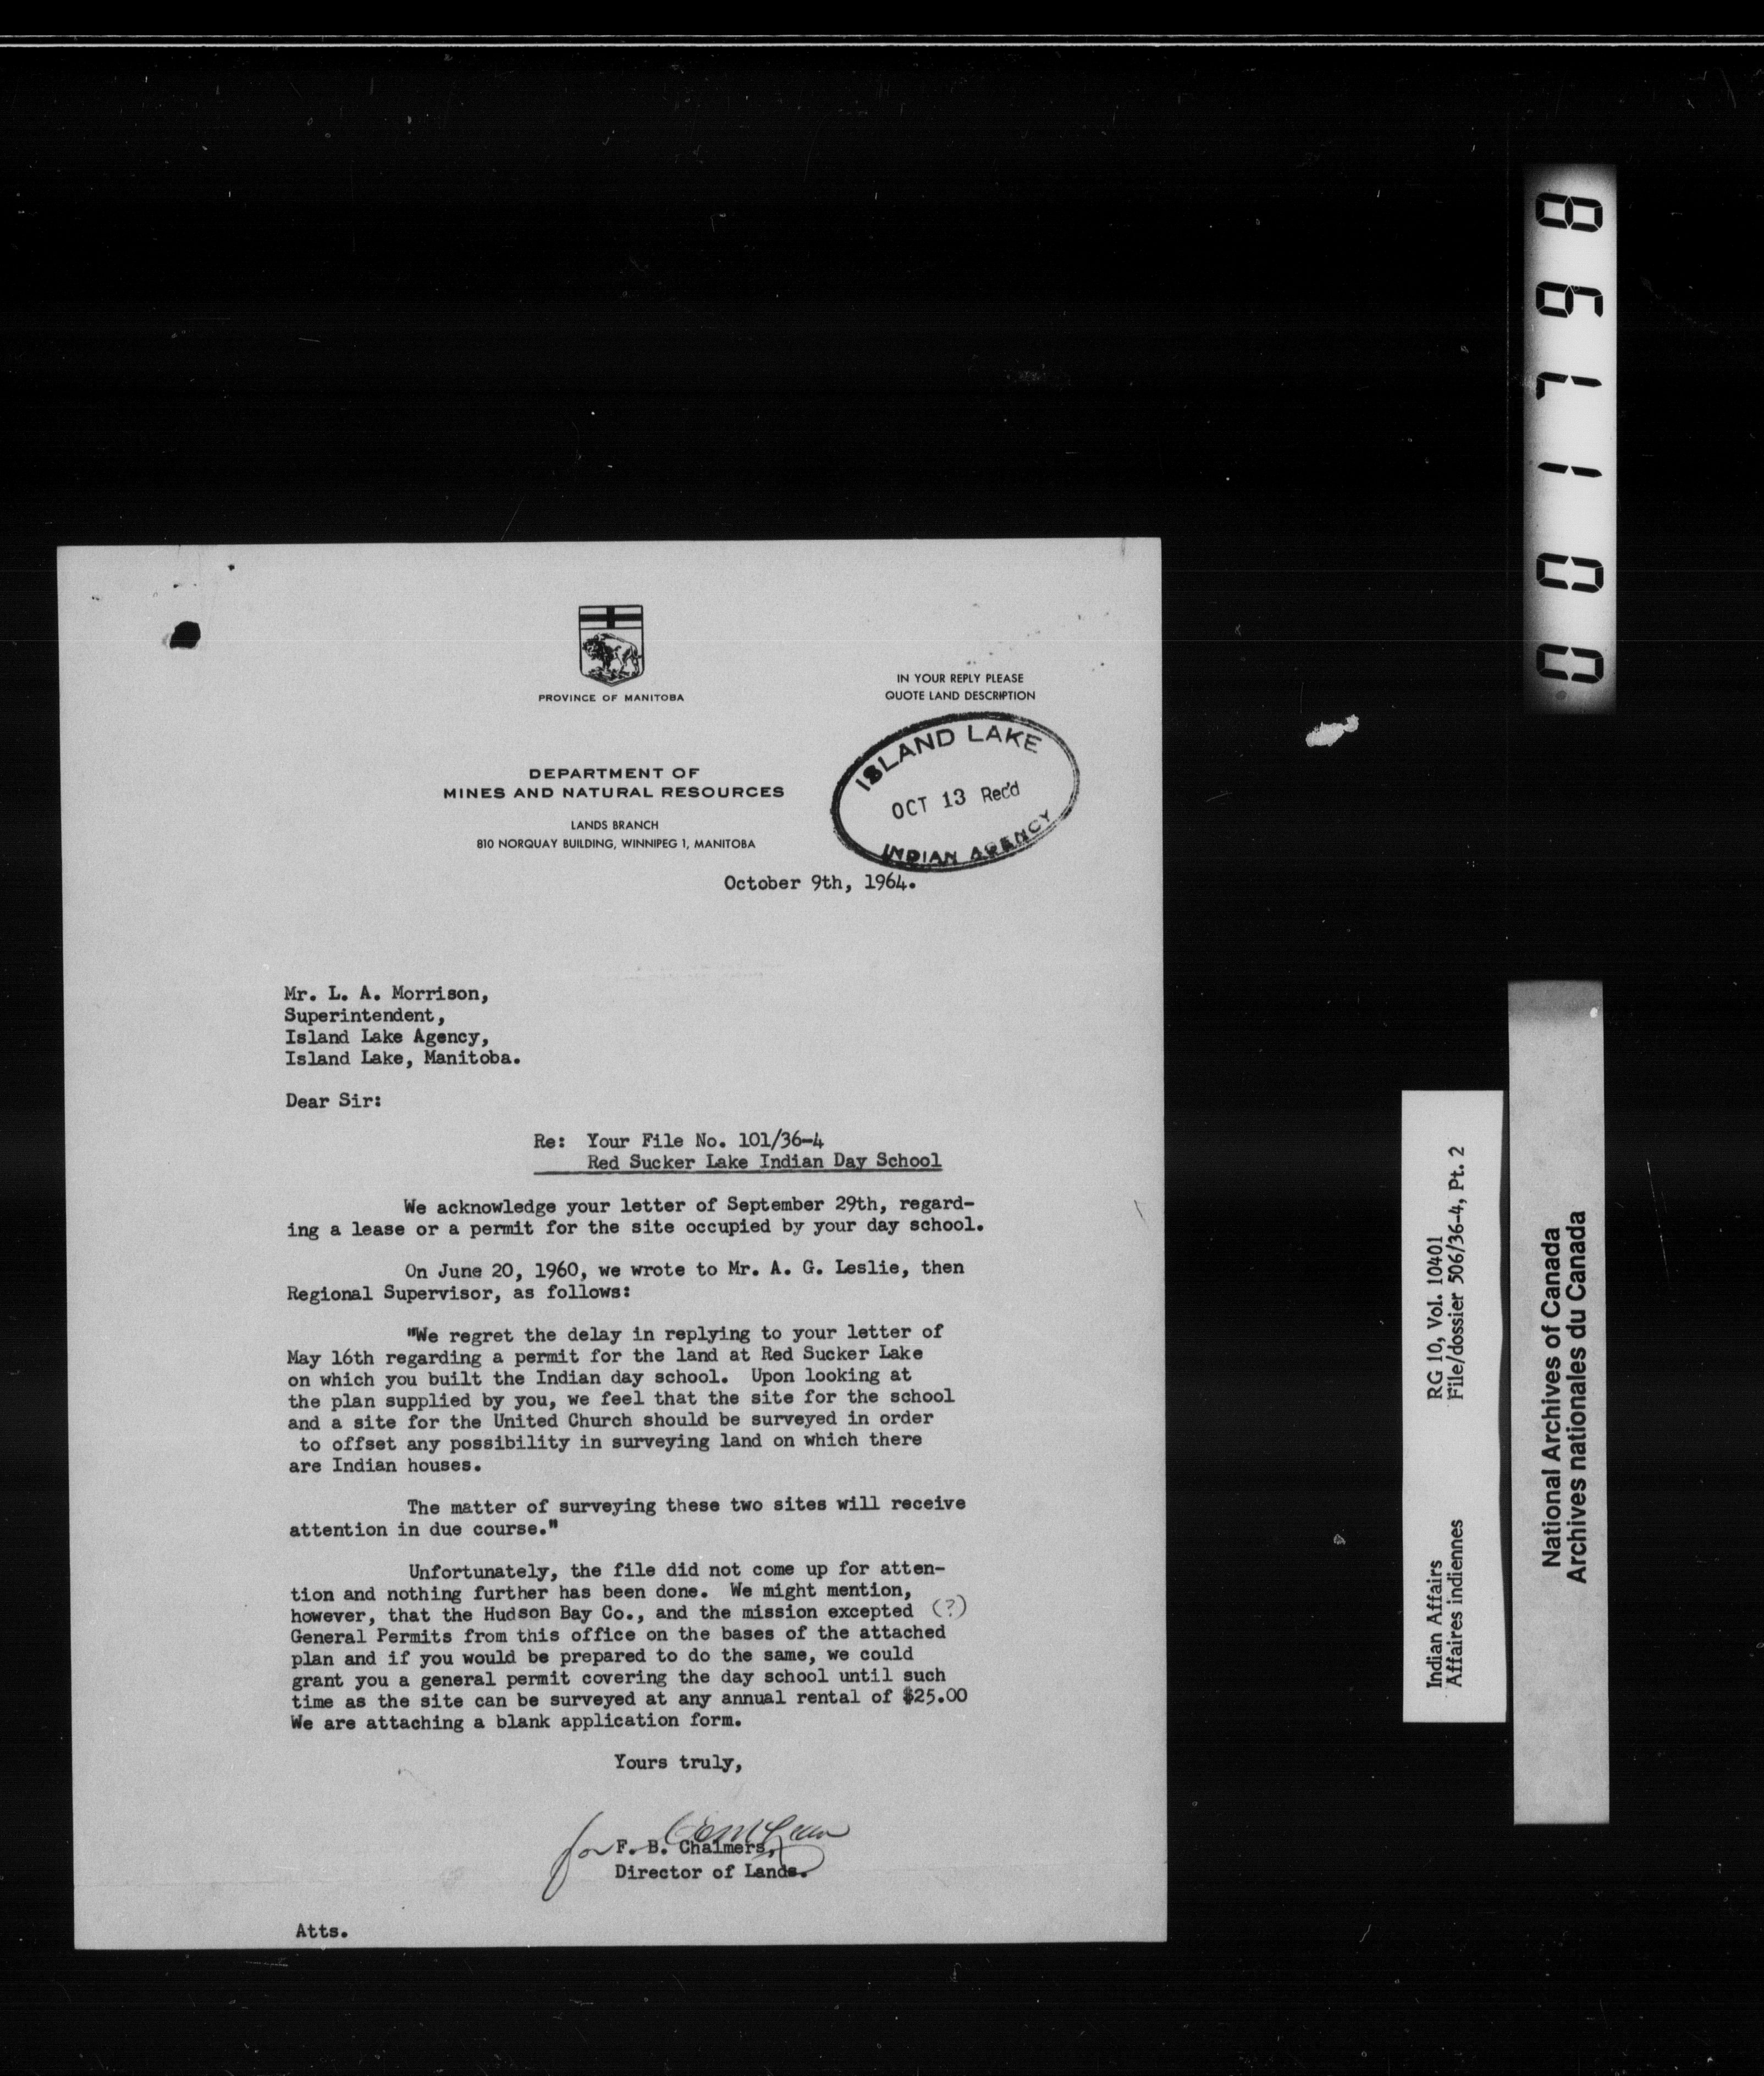 PROVINCE OF MANITOBA
IN YOUR REPLY PLEASE
QUOTE LAND DESCRIPTION
DEPARTMENT OF
MINES AND NATURAL RESOURCES
LANDS BRANCH
810 NORQUAY BUILDING, WINNIPEG 1, MANITOBA
ISLAND LAKE
OCT 13 Rec'd
INDIAN AGENCY
October 9th, 1964.
Mr. L. A. Morrison,
Superintendent,
Island Lake Agency,
Island Lake, Manitoba.
Dear Sir:
Re: Your File No. 101/36-4
Red Sucker Lake Indian Day School
We acknowledge your letter of September 29th, regard-
ing a lease or a permit for the site occupied by your day school.
On June 20, 1960, we wrote to Mr. A. G. Leslie, then
Regional Supervisor, as follows:
"We regret the delay in replying to your letter of
May 16th regarding a permit for the land at Red Sucker Lake
on which you built the Indian day school. Upon looking at
the plan supplied by you, we feel that the site for the school
and a site for the United Church should be surveyed in order
to offset any possibility in surveying land on which there
are Indian houses.
The matter of surveying these two sites will receive
attention in due course."
Unfortunately, the file did not come up for atten-
tion and nothing further has been done. We might mention,
however, that the Hudson Bay Co., and the mission excepted (?)
General Permits from this office on the bases of the attached
plan and if you would be prepared to do the same, we could
grant you a general permit covering the day school until such
time as the site can be surveyed at any annual rental of $25.00
We are attaching a blank application form.
Yours truly,
for F. B. Chalmers,
Director of Lands.
Atts.
001798
Indian Affairs RG 10, Vol. 10401
Affaires indiennes File/dossier 506/36-4, Pt. 2
National Archives of Canada
Archives nationales du Canada